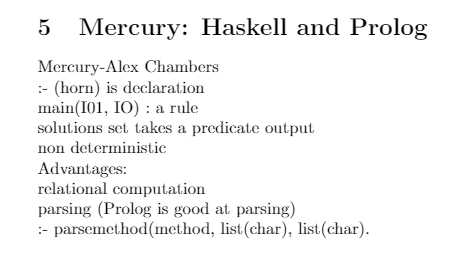 5 Mercury: Haskell and Prolog
Mercury-Alex Chambers
:- (horn) is declaration
main(I01, IO) : a rule
solutions set takes a predicate output
non deterministic
Advantages:
relational computation
parsing (Prolog is good at parsing)
:- parsemethod(method, list(char), list(char).